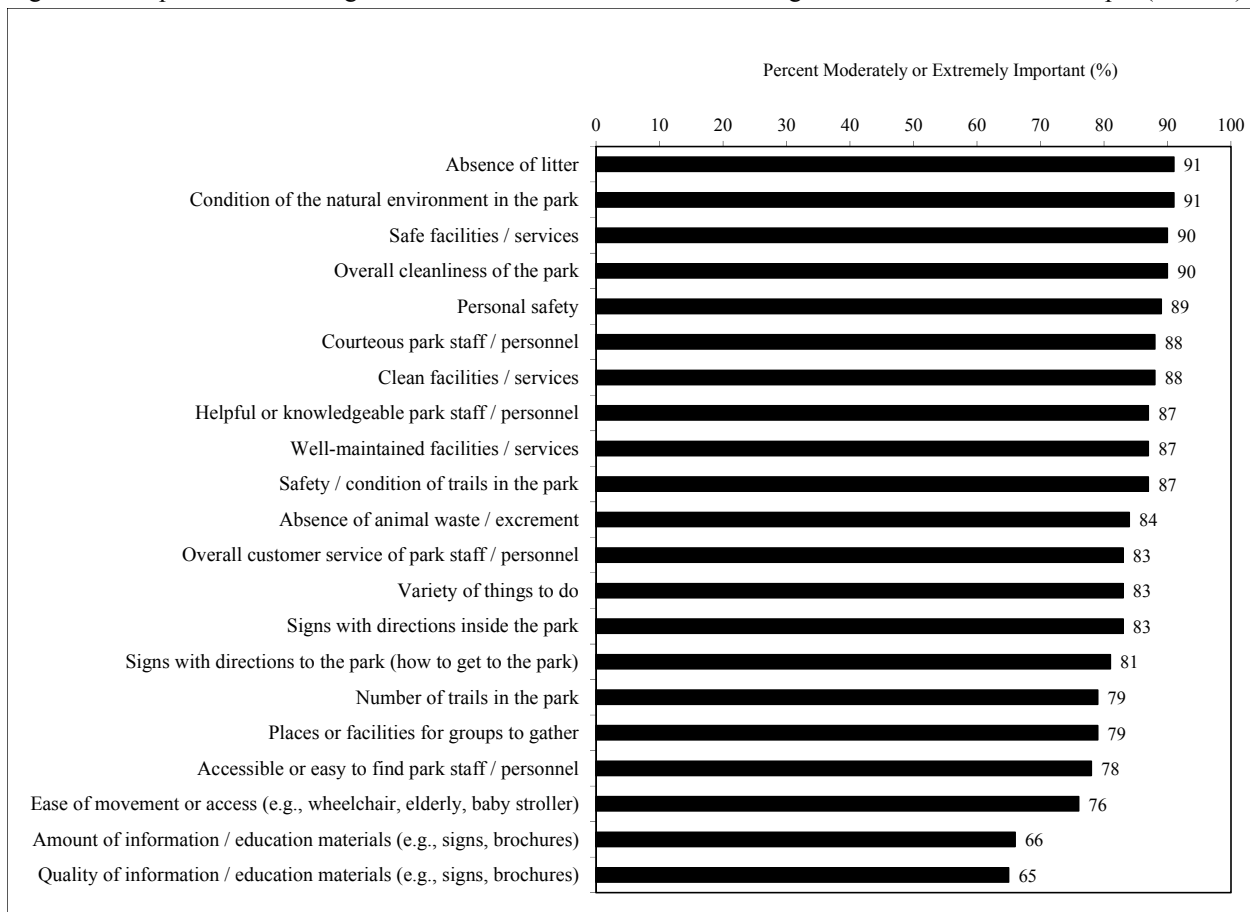 Percent Moderately or Extremely Important (%)
0 10 20 30 40 50 60 70 80 90 100
Absence of litter 91
Condition of the natural environment in the park 91
Safe facilities / services 90
Overall cleanliness of the park 90
Personal safety 89
Courteous park staff / personnel 88
Clean facilities / services 88
Helpful or knowledgeable park staff / personnel 87
Well-maintained facilities / services 87
Safety / condition of trails in the park 87
Absence of animal waste / excrement 84
Overall customer service of park staff / personnel 83
Variety of things to do 83
Signs with directions inside the park 83
Signs with directions to the park (how to get to the park) 81
Number of trails in the park 79
Places or facilities for groups to gather 79
Accessible or easy to find park staff / personnel 78
Ease of movement or access (e.g., wheelchair, elderly, baby stroller) 76
Amount of information / education materials (e.g., signs, brochures) 66
Quality of information / education materials (e.g., signs, brochures) 65